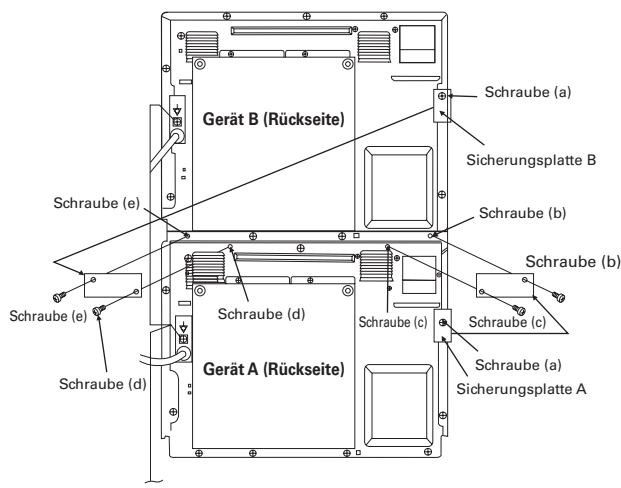 Schraube (a)
Gerät B (Rückseite)
Sicherungsplatte B
Schraube (e)
Schraube (b)
Schraube (b)
Schraube (e)
Schraube (d)
Schraube (c)
Schraube (c)
Schraube (d)
Gerät A (Rückseite)
Schraube (a)
Sicherungsplatte A